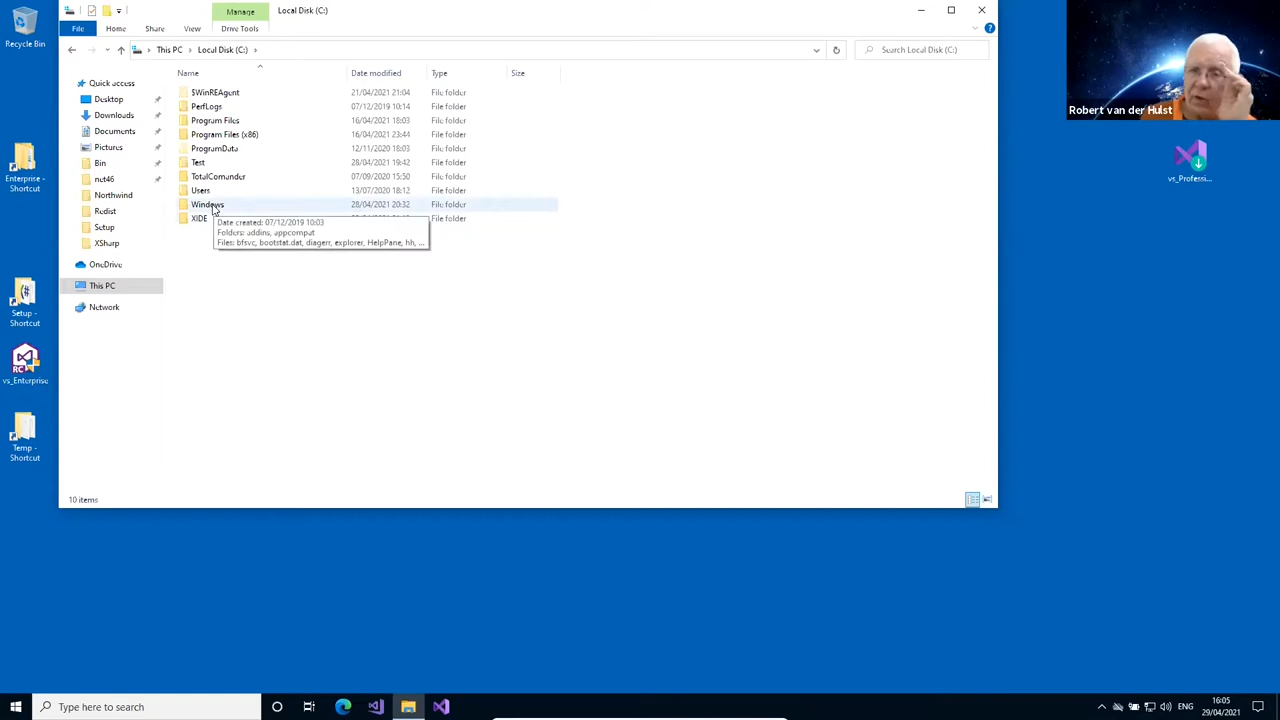 Recycle Bin
Enterprise - Shortcut
Setup - Shortcut
vs_Enterprise
Temp - Shortcut
Manage
Local Disk (C:)
File
Home
Share
View
Drive Tools
This PC
Local Disk (C:)
Search Local Disk (C:)
Name
Date modified
Type
Size
Quick access
Desktop
Downloads
Documents
Pictures
Bin
net46
Northwind
Redist
Setup
XSharp
OneDrive
This PC
Network
$WinREAgent 21/04/2021 21:04 File folder
PerfLogs 07/12/2019 10:14 File folder
Program Files 16/04/2021 18:03 File folder
Program Files (x86) 16/04/2021 23:44 File folder
ProgramData 12/11/2020 18:03 File folder
Test 28/04/2021 19:42 File folder
TotalComander 07/09/2020 15:50 File folder
Users 13/07/2020 18:12 File folder
Windows 28/04/2021 20:32 File folder
XIDE File folder
Date created: 07/12/2019 10:03
Folders: addins, appcompat
Files: bfsvc, bootstat.dat, diagerr, explorer, HelpPane, hh, ...
10 items
Robert van der Hulst
vs_Professi...
Type here to search
ENG
16:05
29/04/2021